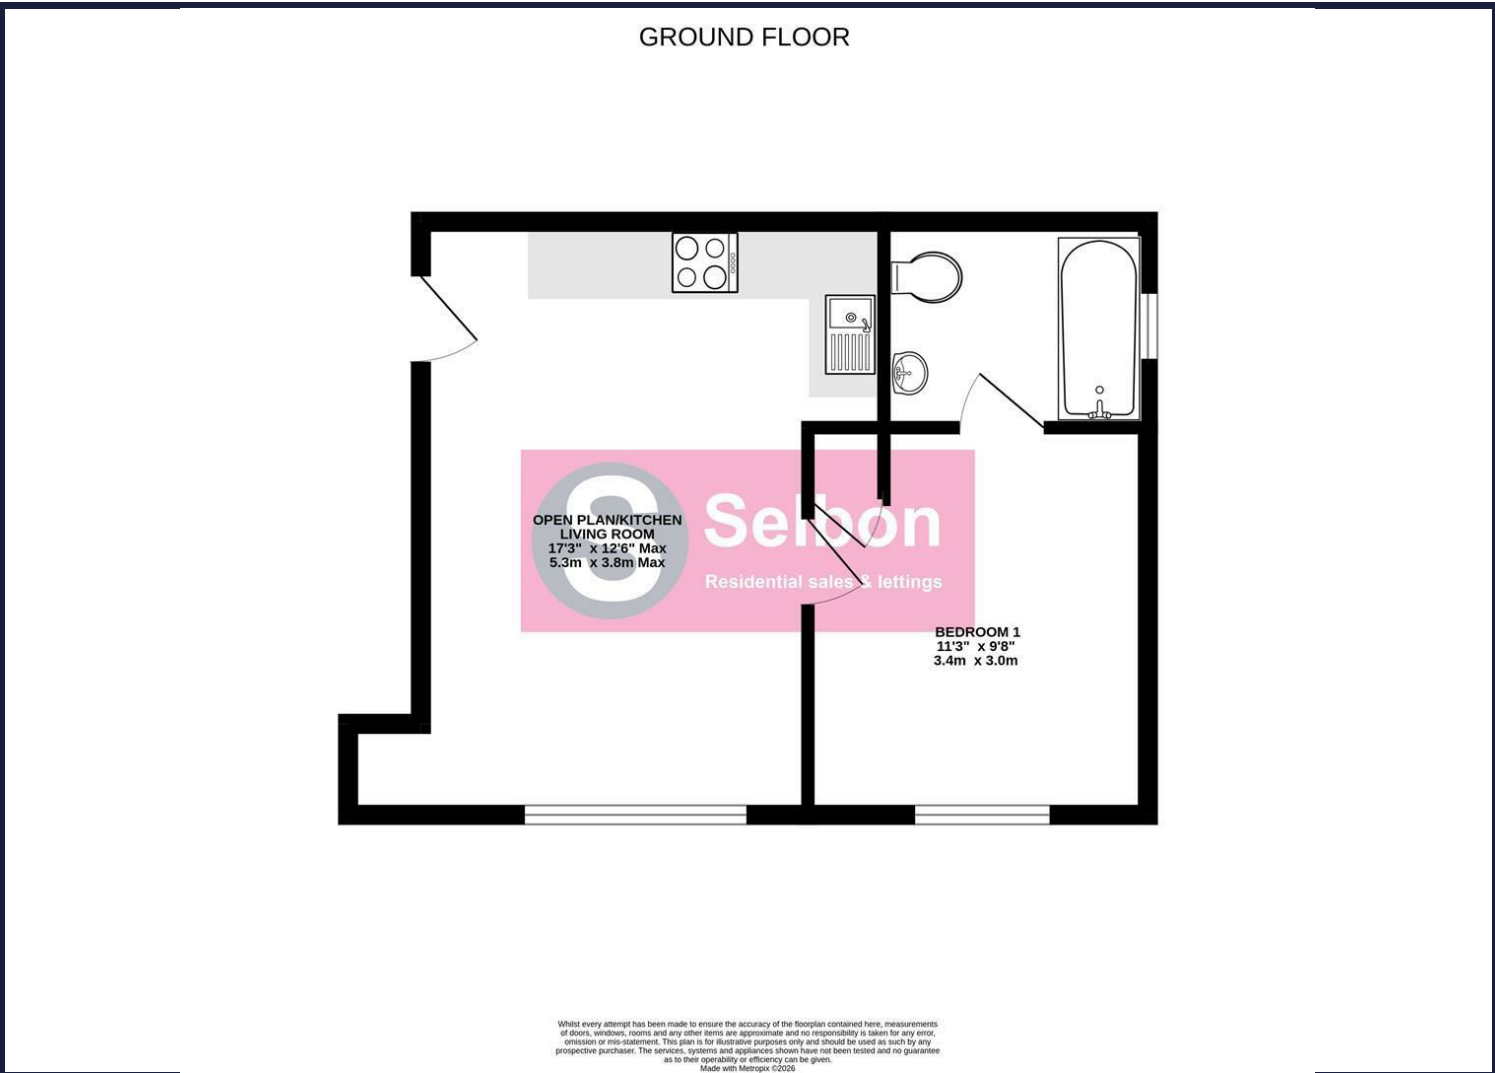 GROUND FLOOR
OPEN PLAN/KITCHEN
LIVING ROOM
17'3" x 12'6" Max
5.3m x 3.8m Max
S
Selbon
Residential sales & lettings
BEDROOM 1
11'3" x 9'8"
3.4m x 3.0m
Whilst every attempt has been made to ensure the accuracy of the floorplan contained here, measurements
of doors, windows, rooms and any other items are approximate and no responsibility is taken for any error,
omission or mis-statement. This plan is for illustrative purposes only and should be used as such by any
prospective purchaser. The services, systems and appliances shown have not been tested and no guarantee
as to their operability or efficiency can be given.
Made with Metropix ©2026